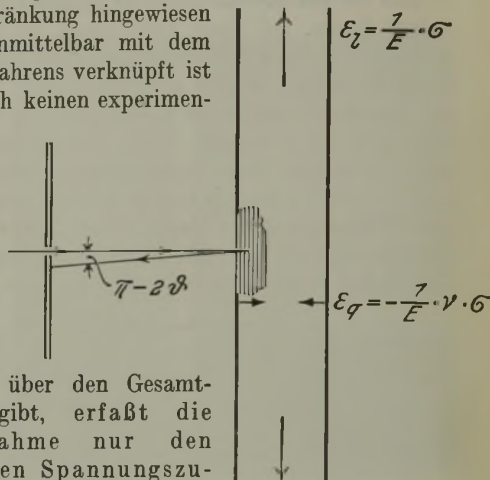 ränkung hingewiesen
nmittelbar mit dem
ahrens verknüpft ist
h keinen experimen-
ε_l = 1/E · σ
π−2ϑ
ε_q = − 1/E · ν · σ
über den Gesamt-
gibt, erfaßt die
ahme nur den
en Spannungszu-